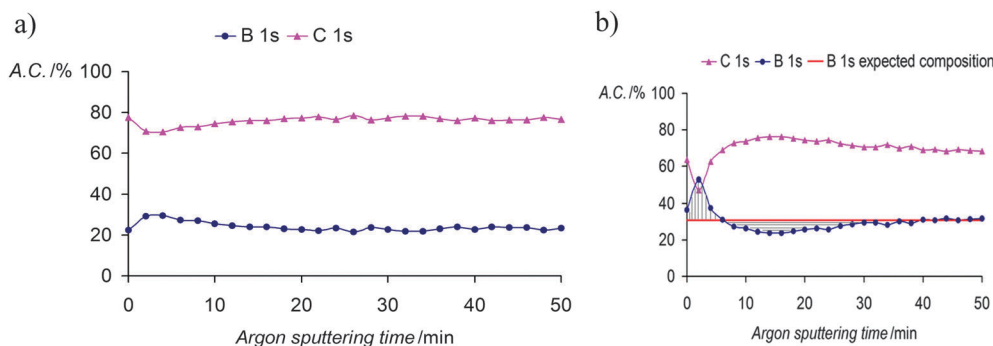 a)
B 1s C 1s
A.C./%
100
80
60
40
20
0
0 10 20 30 40 50
Argon sputtering time /min
b)
C 1s B 1s B 1s expected composition
A.C./%
100
80
60
40
20
0
0 10 20 30 40 50
Argon sputtering time /min